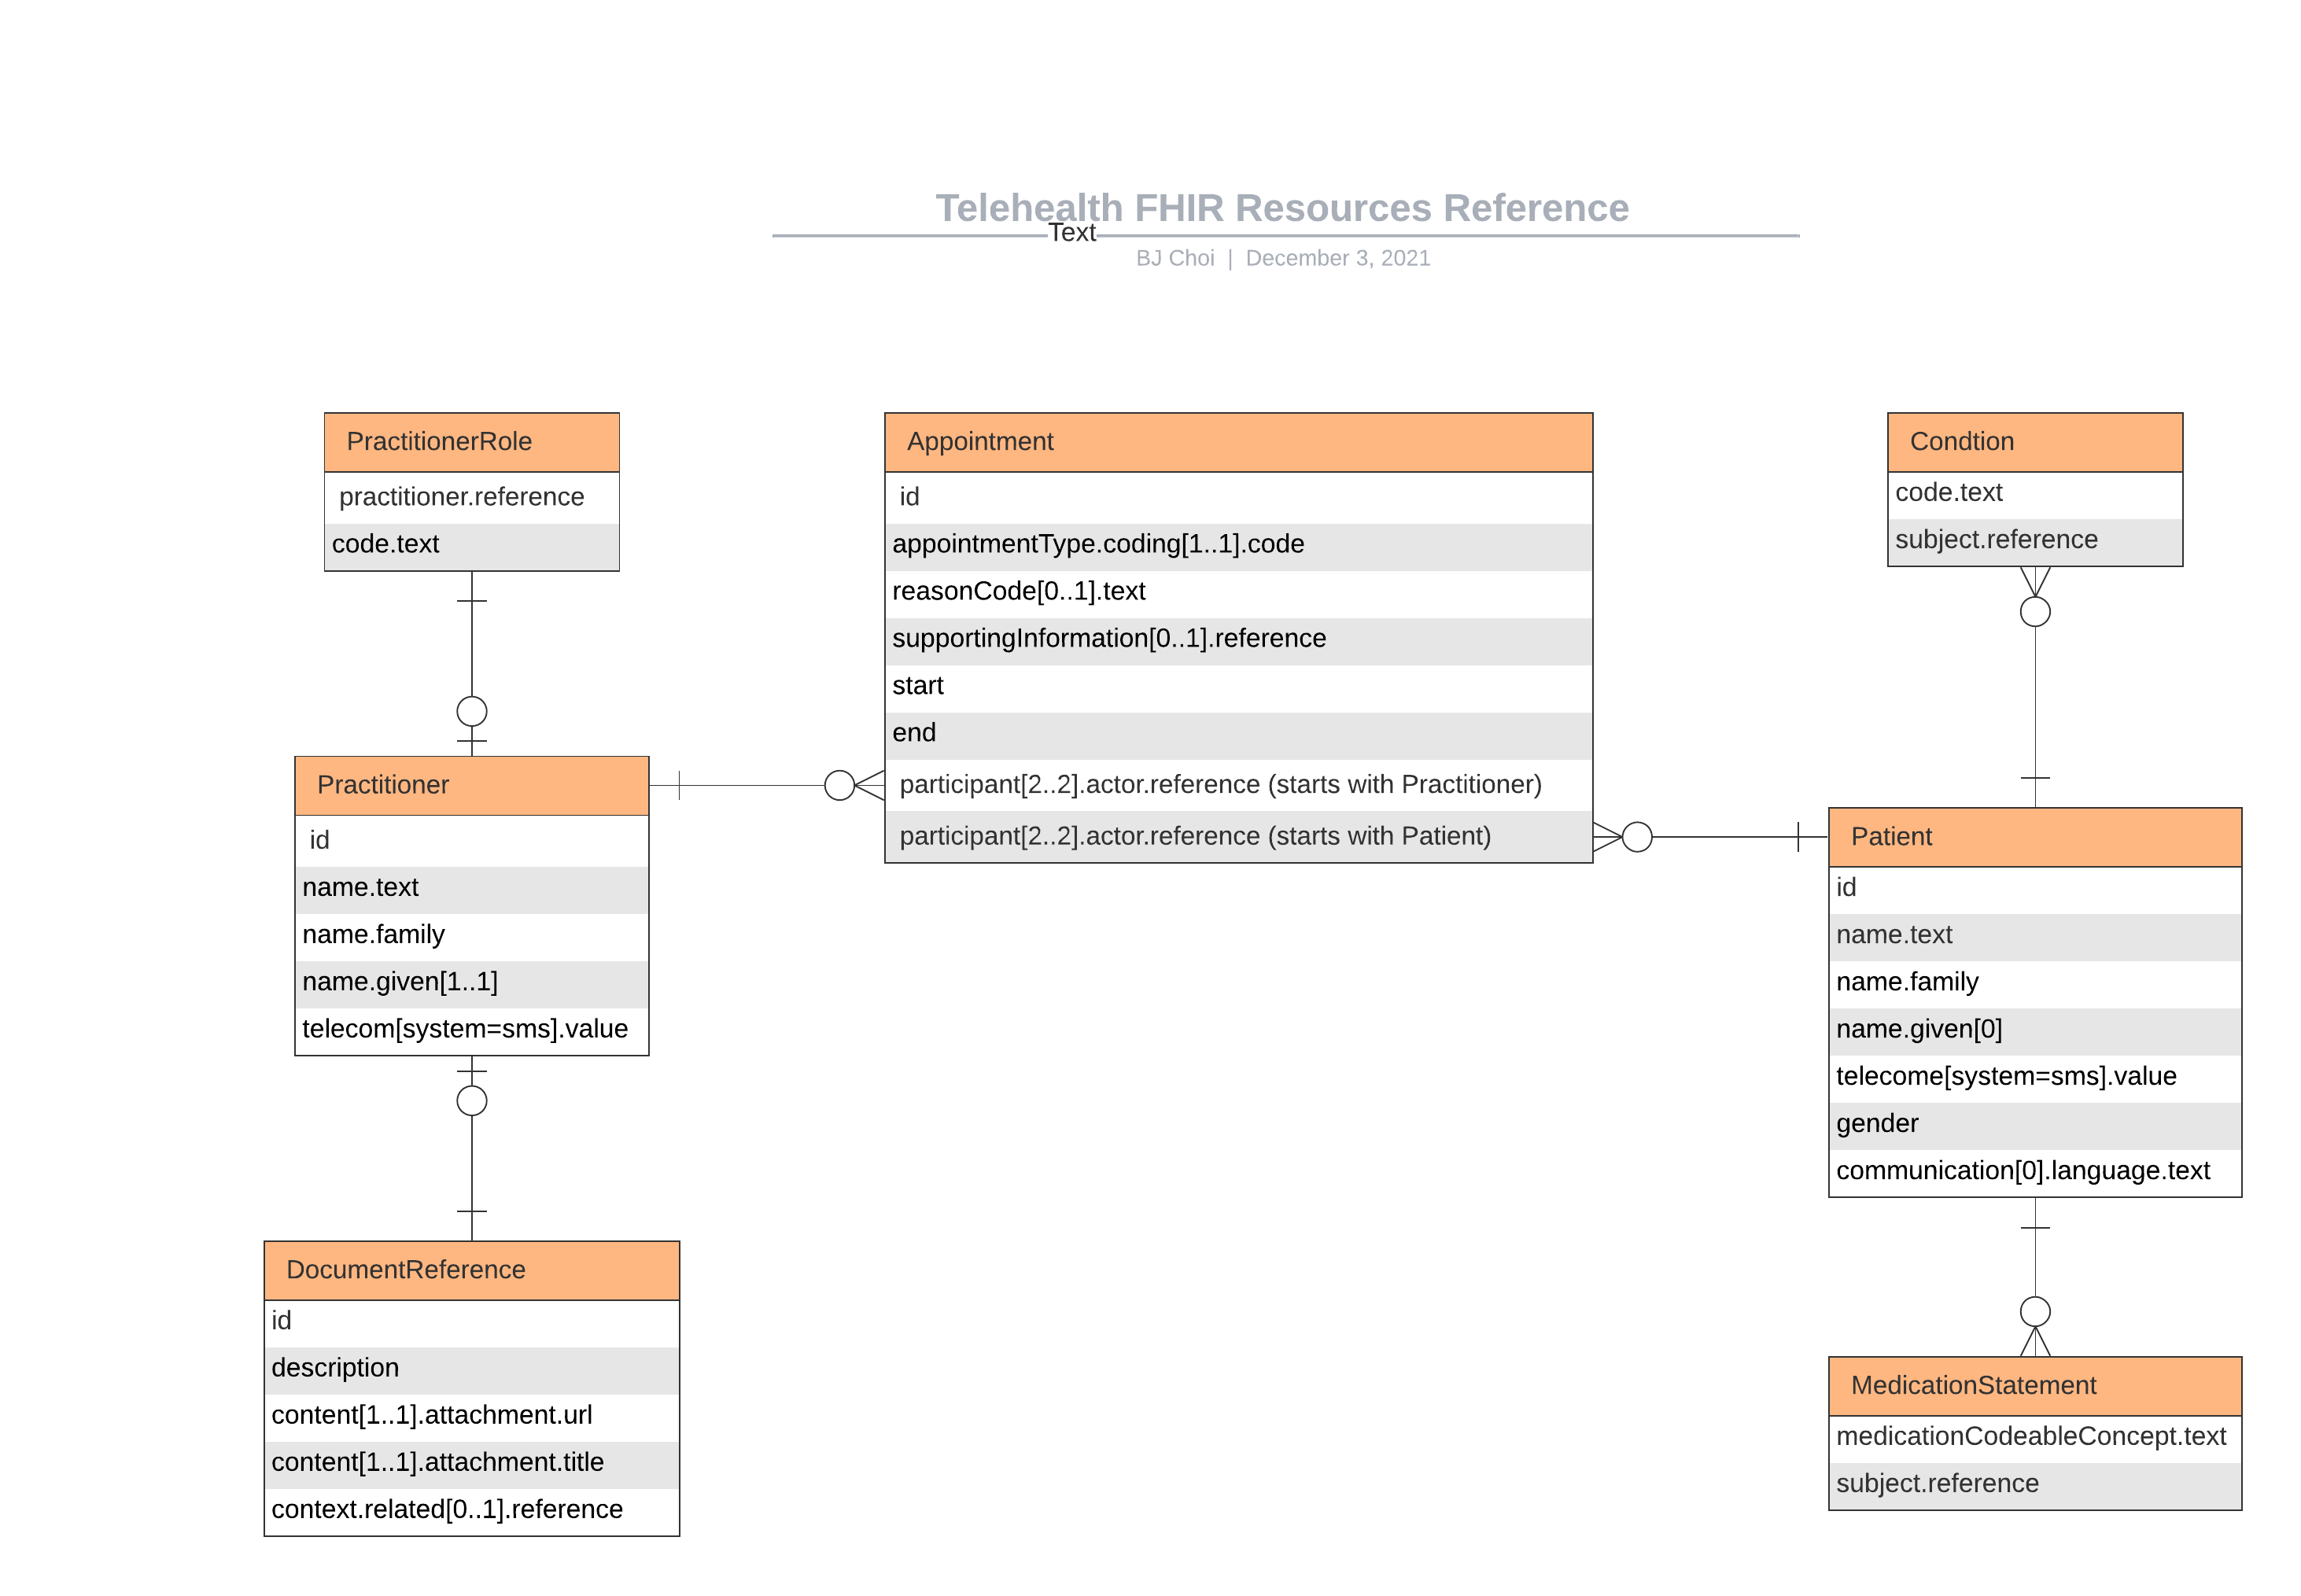 Telehealth FHIR Resources Reference
Text
BJ Choi | December 3, 2021
PractitionerRole
practitioner.reference
code.text
Appointment
id
appointmentType.coding[1..1].code
reasonCode[0..1].text
supportingInformation[0..1].reference
start
end
participant[2..2].actor.reference (starts with Practitioner)
participant[2..2].actor.reference (starts with Patient)
Condtion
code.text
subject.reference
Practitioner
id
name.text
name.family
name.given[1..1]
telecom[system=sms].value
Patient
id
name.text
name.family
name.given[0]
telecome[system=sms].value
gender
communication[0].language.text
DocumentReference
id
description
content[1..1].attachment.url
content[1..1].attachment.title
context.related[0..1].reference
MedicationStatement
medicationCodeableConcept.text
subject.reference